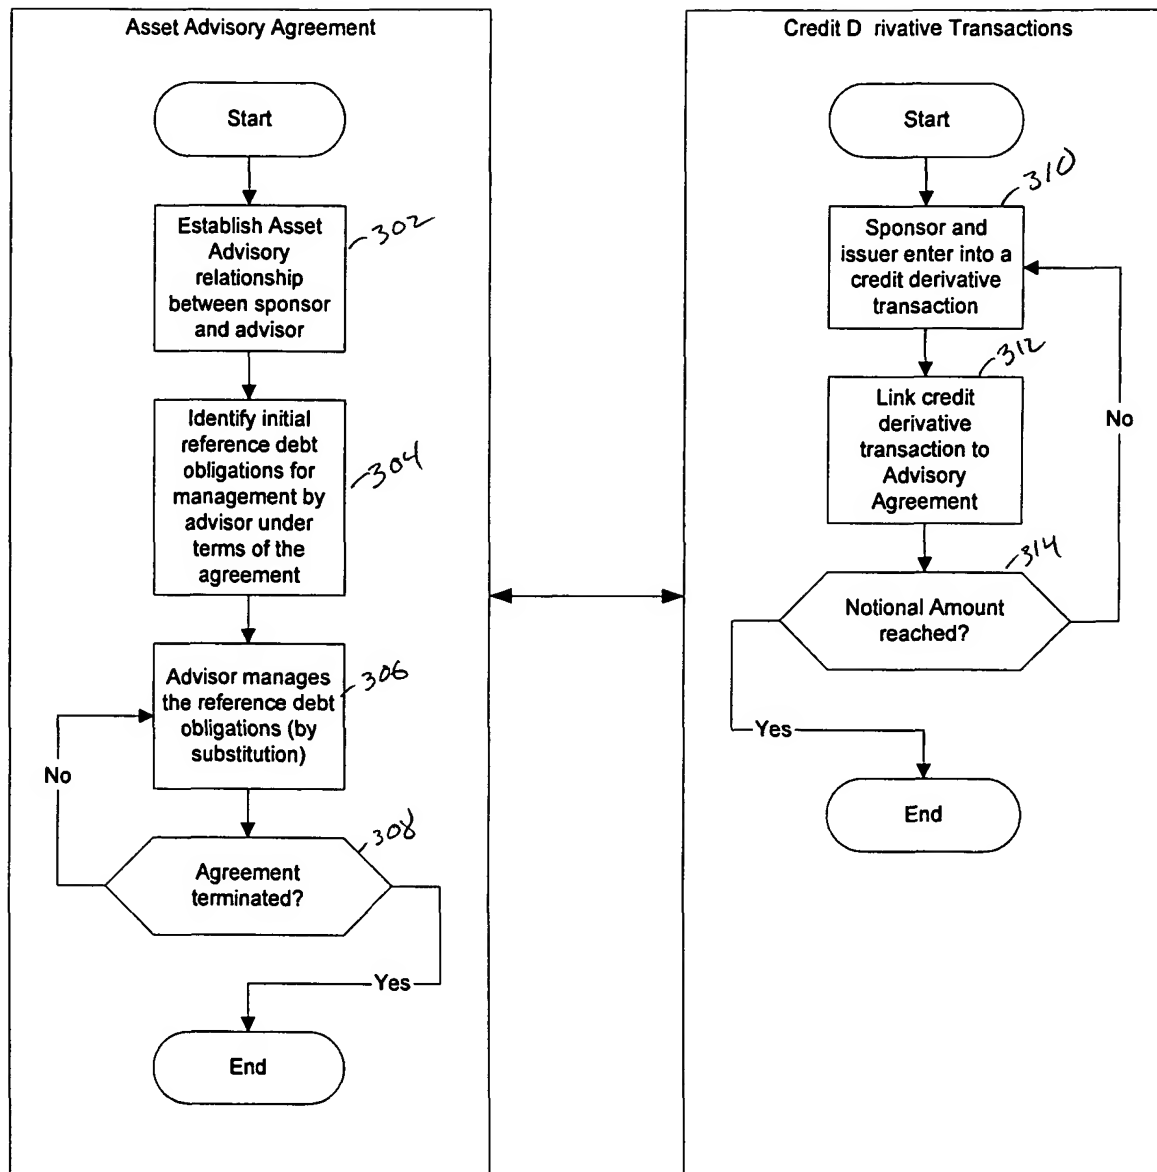 Asset Advisory Agreement
Start
Establish Asset
Advisory
relationship
between sponsor
and advisor
302
Identify initial
reference debt
obligations for
management by
advisor under
terms of the
agreement
304
Advisor manages
the reference debt
obligations (by
substitution)
306
No
Agreement
terminated?
308
Yes
End
Credit D rivative Transactions
Start
310
Sponsor and
issuer enter into a
credit derivative
transaction
312
Link credit
derivative
transaction to
Advisory
Agreement
No
314
Notional Amount
reached?
Yes
End